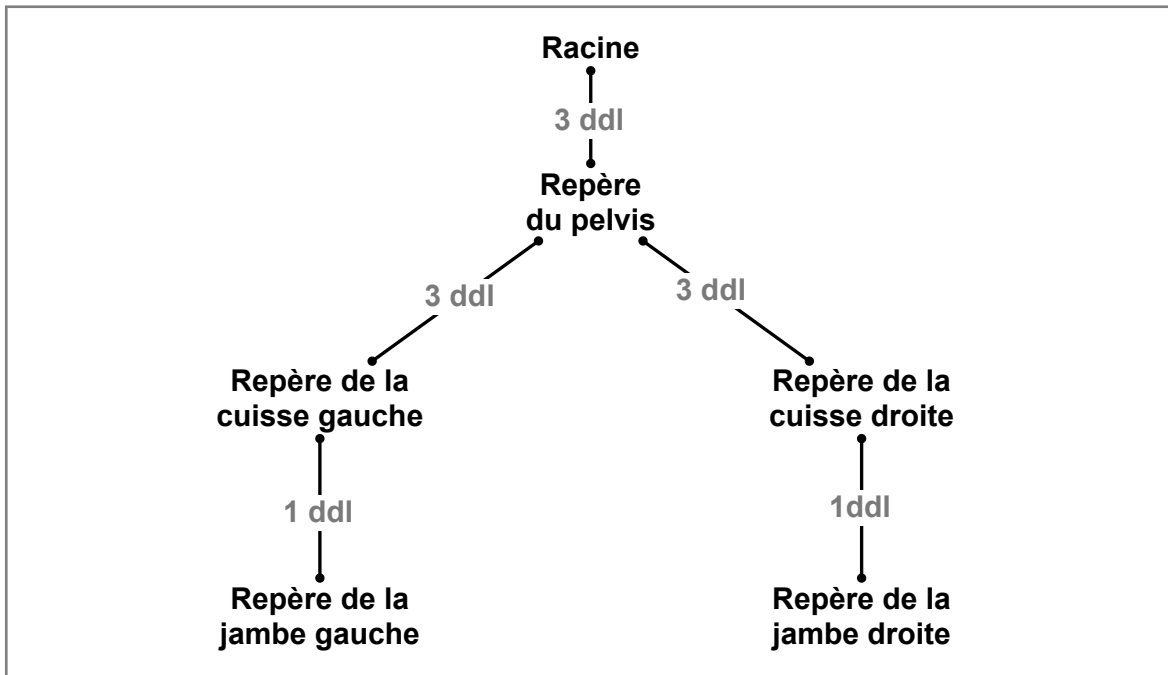 Racine
3 ddl
Repère
du pelvis
3 ddl
3 ddl
Repère de la
cuisse gauche
Repère de la
cuisse droite
1 ddl
1ddl
Repère de la
jambe gauche
Repère de la
jambe droite